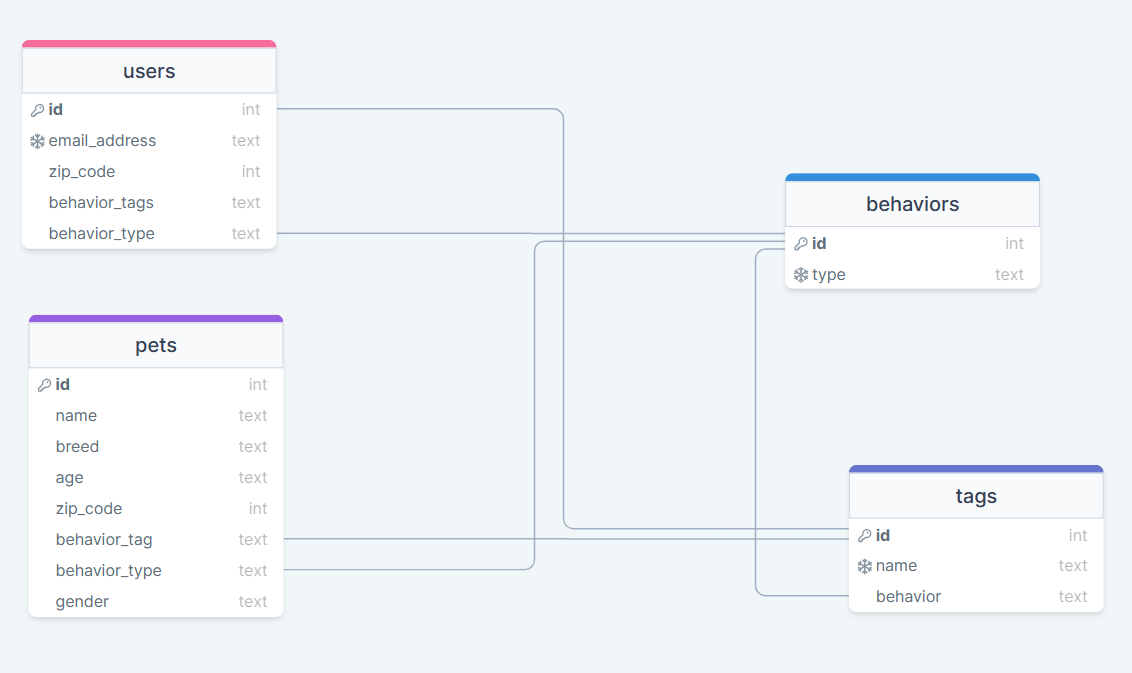 users
id int
email_address text
zip_code int
behavior_tags text
behavior_type text
behaviors
id int
type text
pets
id int
name text
breed text
age text
zip_code int
behavior_tag text
behavior_type text
gender text
tags
id int
name text
behavior text